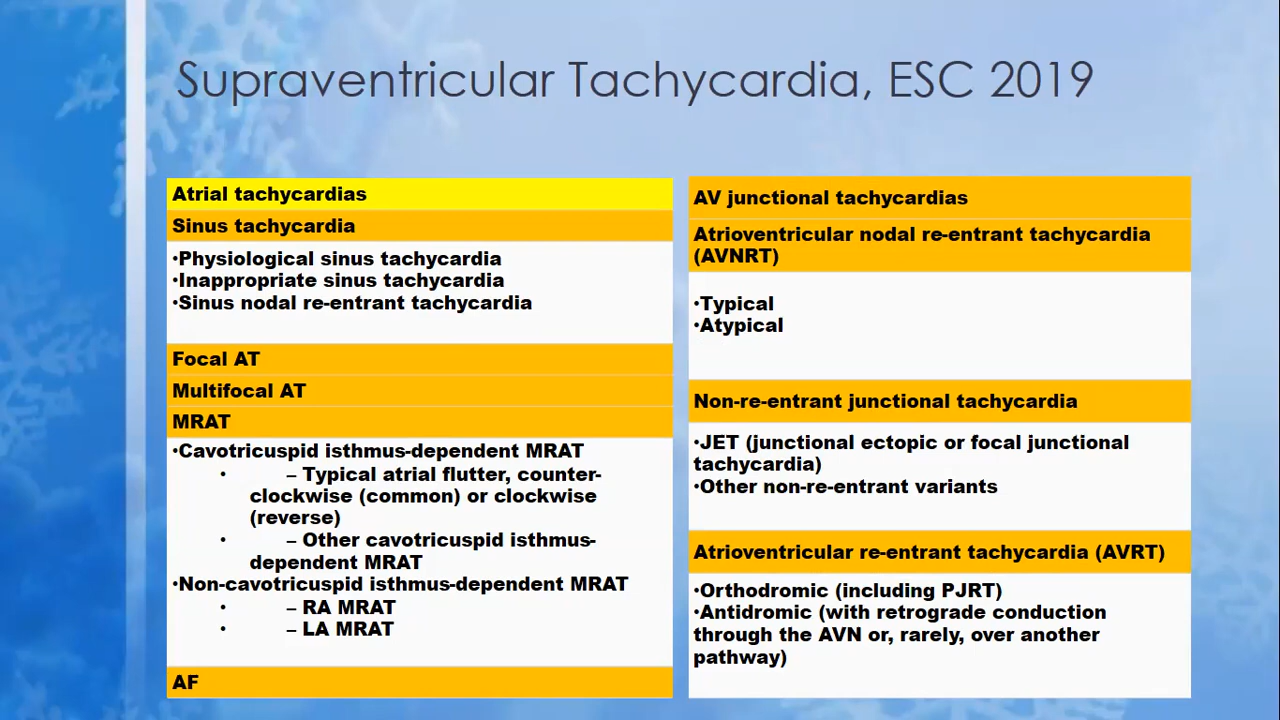 Supraventricular Tachycardia, ESC 2019
Atrial tachycardias
Sinus tachycardia
•Physiological sinus tachycardia
•Inappropriate sinus tachycardia
•Sinus nodal re-entrant tachycardia
Focal AT
Multifocal AT
MRAT
•Cavotricuspid isthmus-dependent MRAT
• – Typical atrial flutter, counter-
clockwise (common) or clockwise
(reverse)
• – Other cavotricuspid isthmus-
dependent MRAT
•Non-cavotricuspid isthmus-dependent MRAT
• – RA MRAT
• – LA MRAT
AF
AV junctional tachycardias
Atrioventricular nodal re-entrant tachycardia
(AVNRT)
•Typical
•Atypical
Non-re-entrant junctional tachycardia
•JET (junctional ectopic or focal junctional
tachycardia)
•Other non-re-entrant variants
Atrioventricular re-entrant tachycardia (AVRT)
•Orthodromic (including PJRT)
•Antidromic (with retrograde conduction
through the AVN or, rarely, over another
pathway)